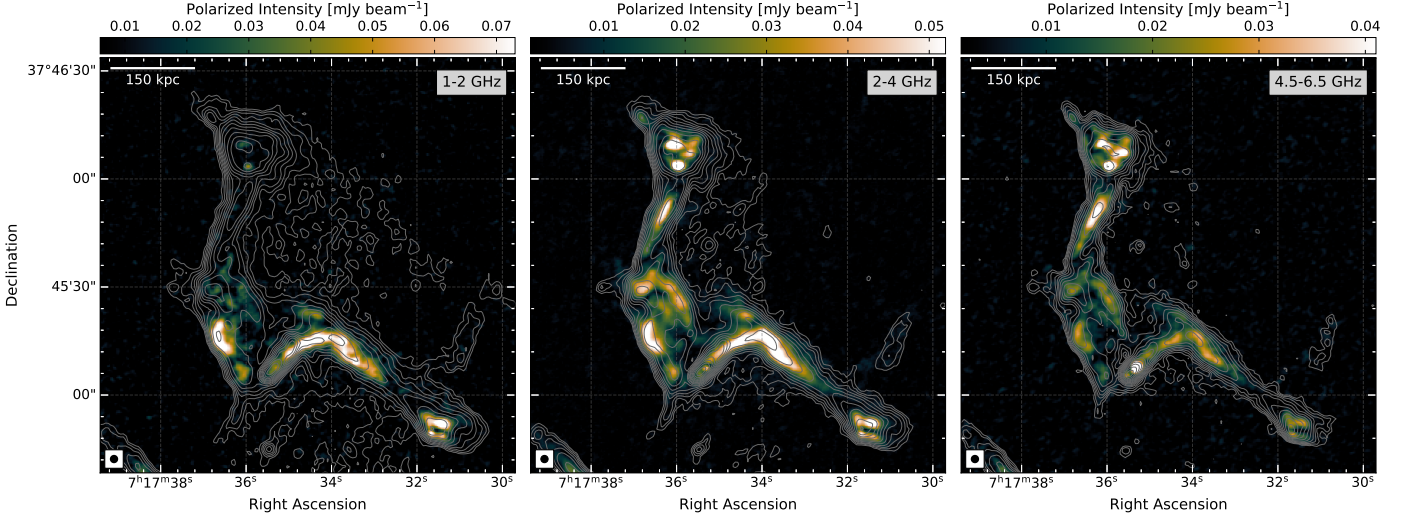 Polarized Intensity [mJy beam⁻¹]
0.01 0.02 0.03 0.04 0.05 0.06 0.07
Polarized Intensity [mJy beam⁻¹]
0.01 0.02 0.03 0.04 0.05
Polarized Intensity [mJy beam⁻¹]
0.01 0.02 0.03 0.04
37°46'30"
00"
45'30"
00"
Declination
150 kpc
1-2 GHz
150 kpc
2-4 GHz
150 kpc
4.5-6.5 GHz
7ʰ17ᵐ38ˢ 36ˢ 34ˢ 32ˢ 30ˢ
7ʰ17ᵐ38ˢ 36ˢ 34ˢ 32ˢ 30ˢ
7ʰ17ᵐ38ˢ 36ˢ 34ˢ 32ˢ 30ˢ
Right Ascension
Right Ascension
Right Ascension